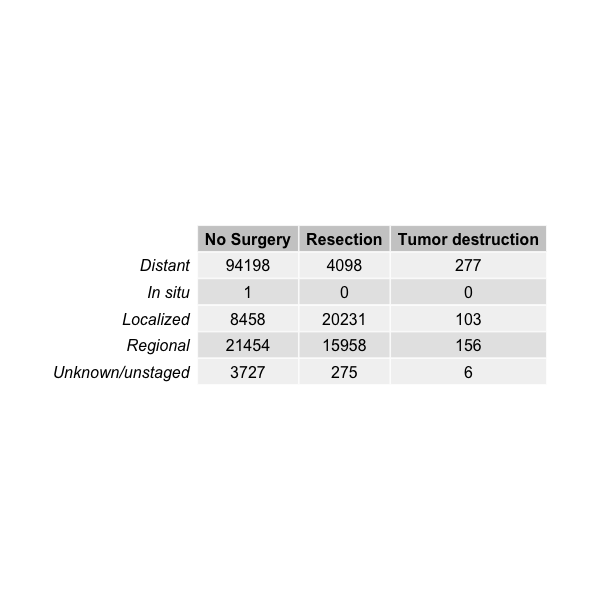 No Surgery Resection Tumor destruction
Distant 94198 4098 277
In situ 1 0 0
Localized 8458 20231 103
Regional 21454 15958 156
Unknown/unstaged 3727 275 6